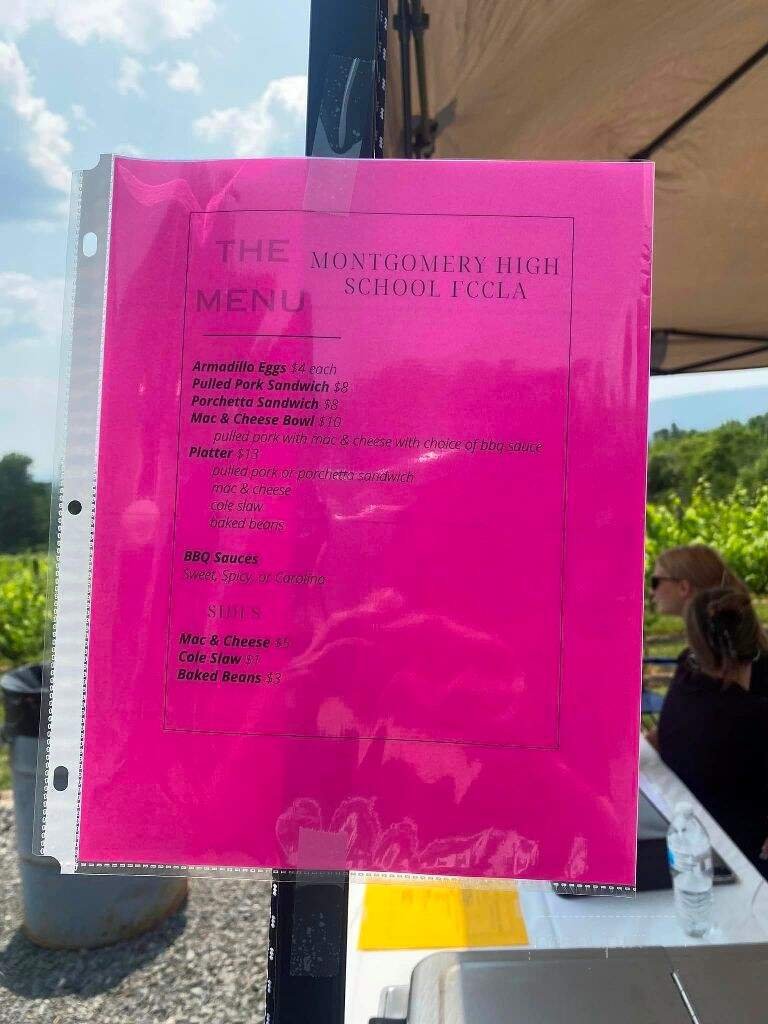 THE
MENU
MONTGOMERY HIGH
SCHOOL FCCLA
Armadillo Eggs $4 each
Pulled Pork Sandwich $8
Porchetta Sandwich $8
Mac & Cheese Bowl $10
pulled pork with mac & cheese with choice of bbq sauce
Platter $13
pulled pork or porchetta sandwich
mac & cheese
cole slaw
baked beans
BBQ Sauces
Sweet, Spicy, or Carolina
SIDES
Mac & Cheese $5
Cole Slaw $1
Baked Beans $3